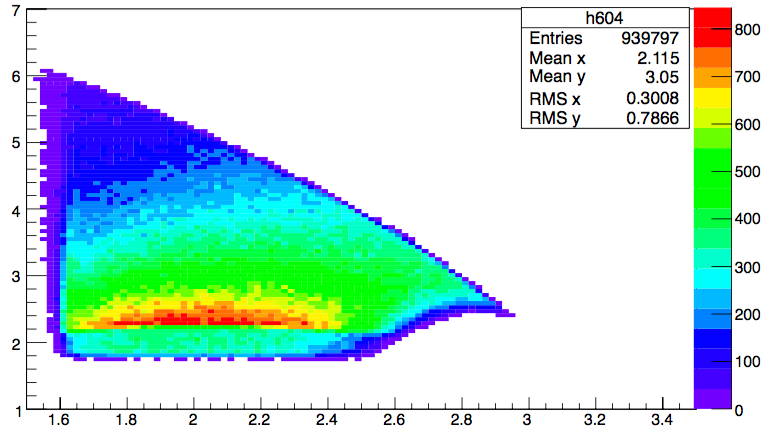 h604
Entries 939797
Mean x 2.115
Mean y 3.05
RMS x 0.3008
RMS y 0.7866
7
6
5
4
3
2
1
1.6 1.8 2 2.2 2.4 2.6 2.8 3 3.2 3.4
800
700
600
500
400
300
200
100
0